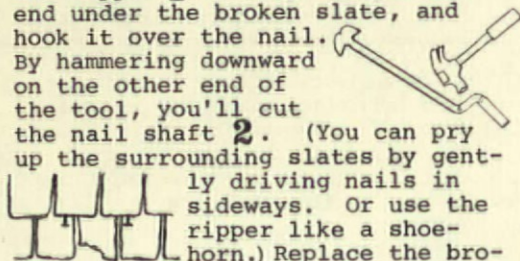 end under the broken slate, and
hook it over the nail.
By hammering downward
on the other end of
the tool, you'll cut
the nail shaft 2. (You can pry
up the surrounding slates by gent-
ly driving nails in
sideways. Or use the
ripper like a shoe-
horn.) Replace the bro-